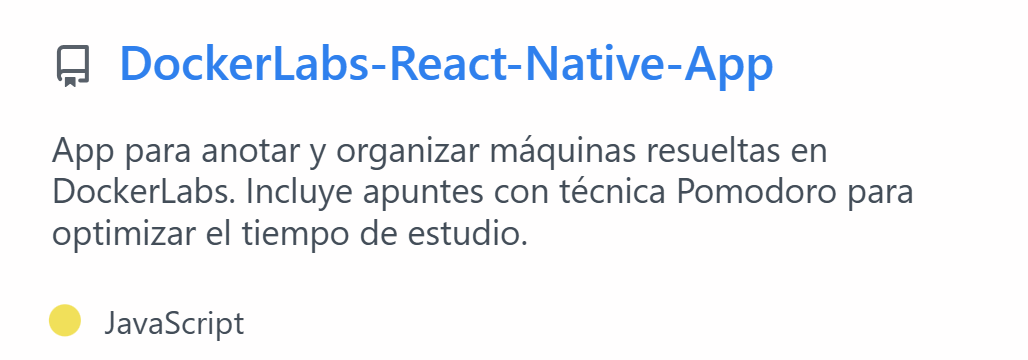 DockerLabs-React-Native-App
App para anotar y organizar máquinas resueltas en
DockerLabs. Incluye apuntes con técnica Pomodoro para
optimizar el tiempo de estudio.
JavaScript